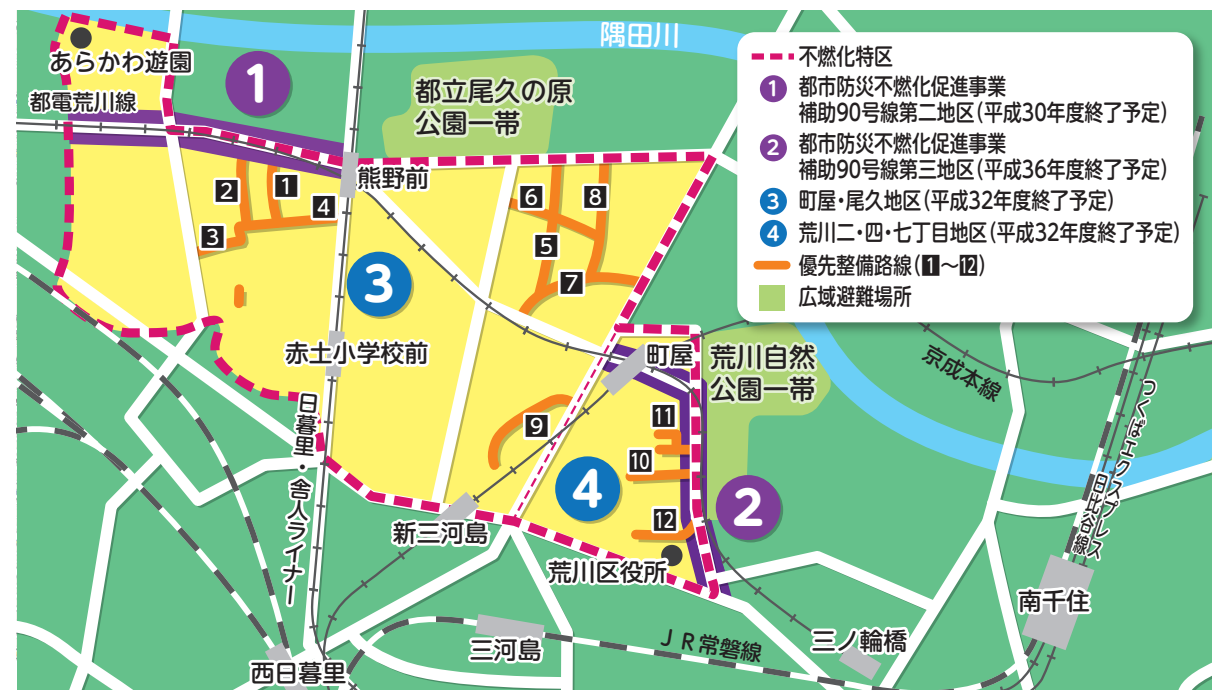 隅田川
あらかわ遊園
都電荒川線
1
都立尾久の原
公園一帯
不燃化特区
1 都市防災不燃化促進事業
補助90号線第二地区(平成30年度終了予定)
2 都市防災不燃化促進事業
補助90号線第三地区(平成36年度終了予定)
3 町屋・尾久地区(平成32年度終了予定)
4 荒川二・四・七丁目地区(平成32年度終了予定)
優先整備路線(1〜12)
広域避難場所
熊野前
2
1
4
3
6
8
5
7
3
赤土小学校前
町屋
荒川自然
公園一帯
京成本線
つくばエクスプレス
日比谷線
日暮里・舎人ライナー
9
11
10
4
2
12
新三河島
荒川区役所
南千住
三河島
JR常磐線
三ノ輪橋
西日暮里